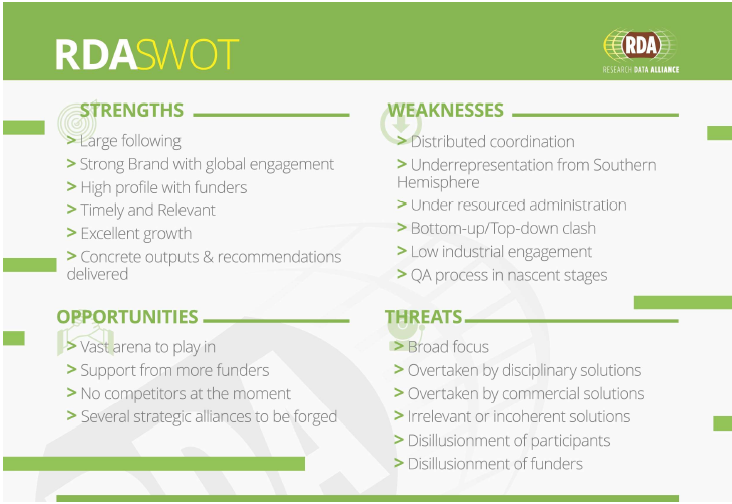 RDASWOT
RDA
RESEARCH DATA ALLIANCE
STRENGTHS
> Large following
> Strong Brand with global engagement
> High profile with funders
> Timely and Relevant
> Excellent growth
> Concrete outputs & recommendations
delivered
WEAKNESSES
> Distributed coordination
> Underrepresentation from Southern
Hemisphere
> Under resourced administration
> Bottom-up/Top-down clash
> Low industrial engagement
> QA process in nascent stages
OPPORTUNITIES
> Vast arena to play in
> Support from more funders
> No competitors at the moment
> Several strategic alliances to be forged
THREATS
> Broad focus
> Overtaken by disciplinary solutions
> Overtaken by commercial solutions
> Irrelevant or incoherent solutions
> Disillusionment of participants
> Disillusionment of funders
RDA